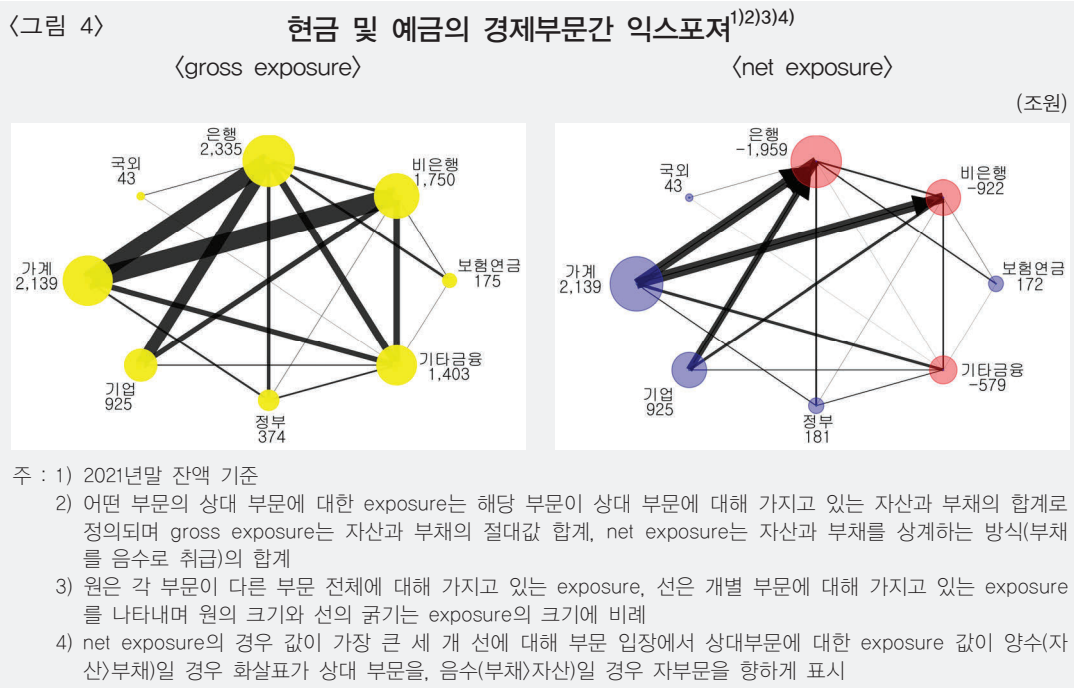 〈그림 4〉 현금 및 예금의 경제부문간 익스포져1)2)3)4)
〈gross exposure〉 〈net exposure〉
(조원)
은행
2,335
국외
43
비은행
1,750
가계
2,139
보험연금
175
기업
925
기타금융
1,403
정부
374
은행
-1,959
국외
43
비은행
-922
가계
2,139
보험연금
172
기업
925
기타금융
-579
정부
181
주 : 1) 2021년말 잔액 기준
2) 어떤 부문의 상대 부문에 대한 exposure는 해당 부문이 상대 부문에 대해 가지고 있는 자산과 부채의 합계로
정의되며 gross exposure는 자산과 부채의 절대값 합계, net exposure는 자산과 부채를 상계하는 방식(부채
를 음수로 취급)의 합계
3) 원은 각 부문이 다른 부문 전체에 대해 가지고 있는 exposure, 선은 개별 부문에 대해 가지고 있는 exposure
를 나타내며 원의 크기와 선의 굵기는 exposure의 크기에 비례
4) net exposure의 경우 값이 가장 큰 세 개 선에 대해 부문 입장에서 상대부문에 대한 exposure 값이 양수(자
산〉부채)일 경우 화살표가 상대 부문을, 음수(부채〉자산)일 경우 자부문을 향하게 표시